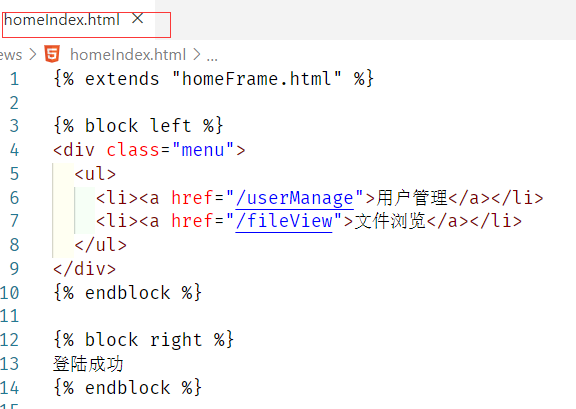 homeIndex.html ×
ews > homeIndex.html > ...
1 {% extends "homeFrame.html" %}
2
3 {% block left %}
4 <div class="menu">
5 <ul>
6 <li><a href="/userManage">用户管理</a></li>
7 <li><a href="/fileView">文件浏览</a></li>
8 </ul>
9 </div>
10 {% endblock %}
11
12 {% block right %}
13 登陆成功
14 {% endblock %}